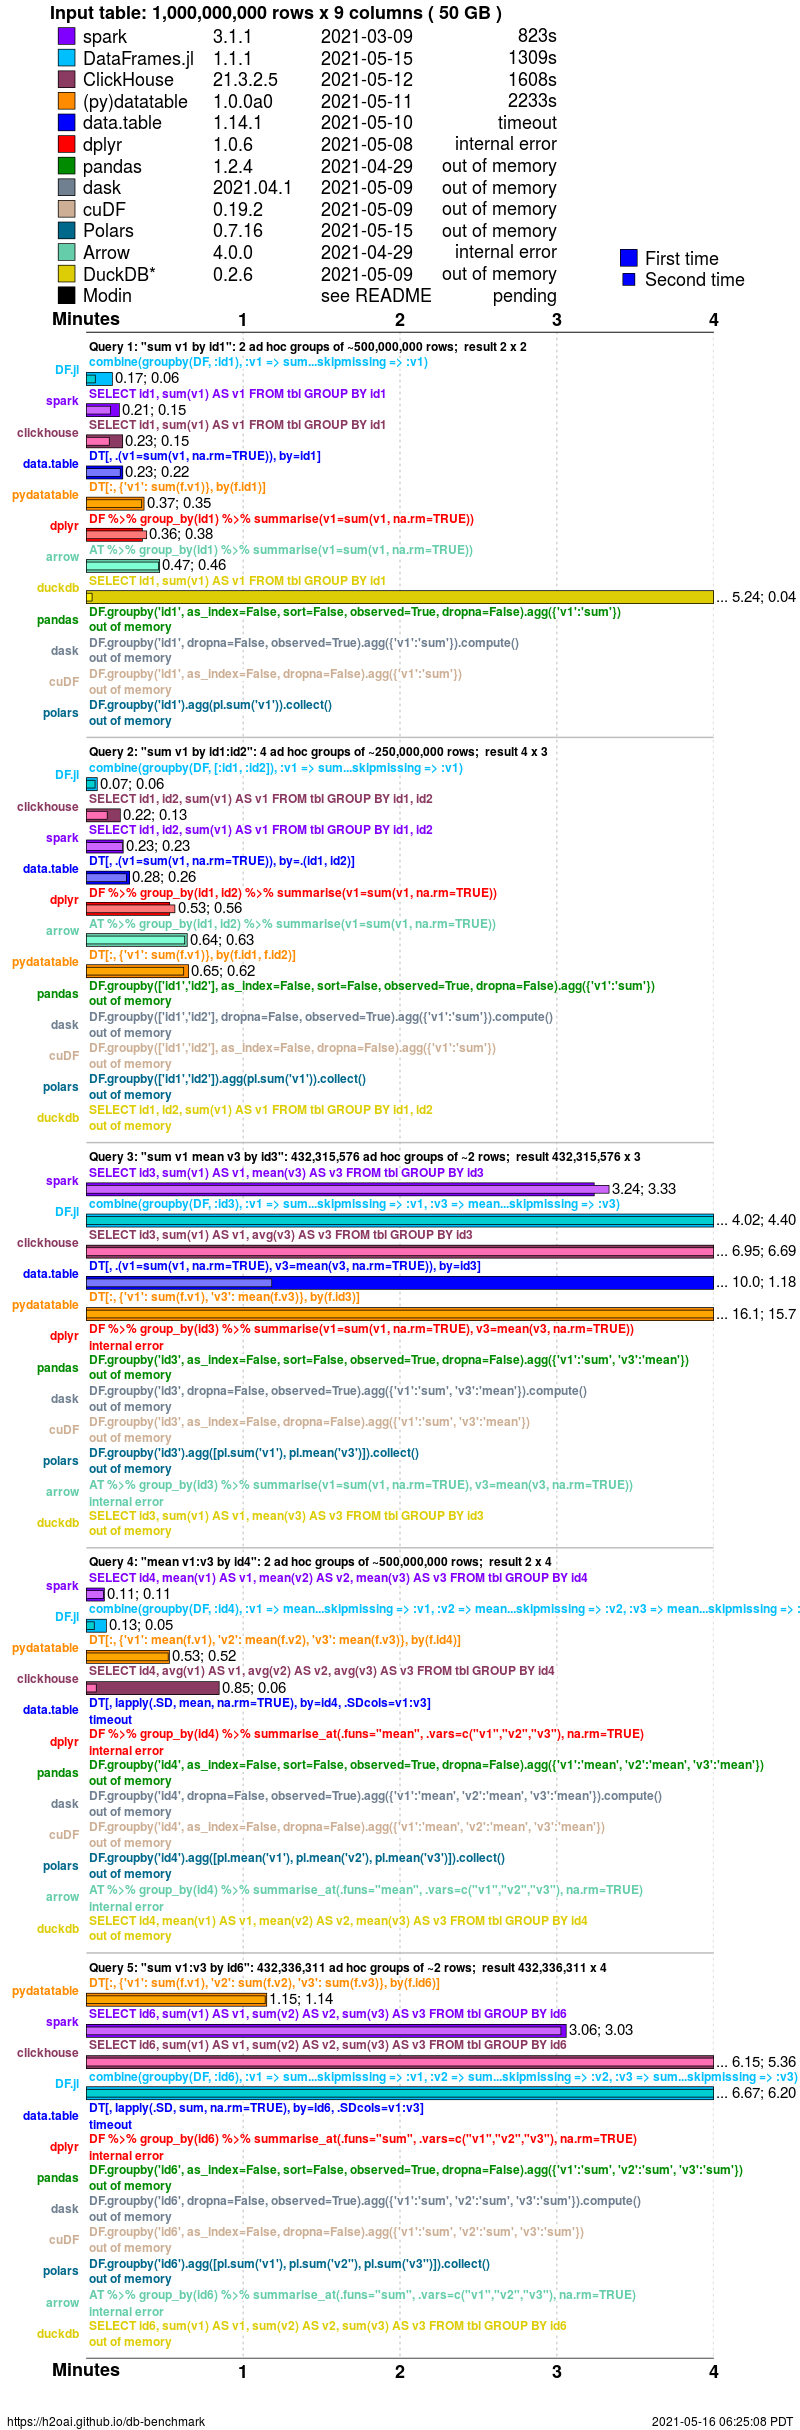 Input table: 1,000,000,000 rows x 9 columns ( 50 GB )
spark 3.1.1 2021-03-09 823s
DataFrames.jl 1.1.1 2021-05-15 1309s
ClickHouse 21.3.2.5 2021-05-12 1608s
(py)datatable 1.0.0a0 2021-05-11 2233s
data.table 1.14.1 2021-05-10 timeout
dplyr 1.0.6 2021-05-08 internal error
pandas 1.2.4 2021-04-29 out of memory
dask 2021.04.1 2021-05-09 out of memory
cuDF 0.19.2 2021-05-09 out of memory
Polars 0.7.16 2021-05-15 out of memory
Arrow 4.0.0 2021-04-29 internal error
DuckDB* 0.2.6 2021-05-09 out of memory
Modin see README pending
First time
Second time
Minutes 1 2 3 4
Query 1: "sum v1 by id1": 2 ad hoc groups of ~500,000,000 rows; result 2 x 2
DF.jl combine(groupby(DF, :id1), :v1 => sum...skipmissing => :v1)
0.17; 0.06
spark SELECT id1, sum(v1) AS v1 FROM tbl GROUP BY id1
0.21; 0.15
clickhouse SELECT id1, sum(v1) AS v1 FROM tbl GROUP BY id1
0.23; 0.15
data.table DT[, .(v1=sum(v1, na.rm=TRUE)), by=id1]
0.23; 0.22
pydatatable DT[:, {'v1': sum(f.v1)}, by(f.id1)]
0.37; 0.35
dplyr DF %>% group_by(id1) %>% summarise(v1=sum(v1, na.rm=TRUE))
0.36; 0.38
arrow AT %>% group_by(id1) %>% summarise(v1=sum(v1, na.rm=TRUE))
0.47; 0.46
duckdb SELECT id1, sum(v1) AS v1 FROM tbl GROUP BY id1
... 5.24; 0.04
pandas DF.groupby('id1', as_index=False, sort=False, observed=True, dropna=False).agg({'v1':'sum'})
out of memory
dask DF.groupby('id1', dropna=False, observed=True).agg({'v1':'sum'}).compute()
out of memory
cuDF DF.groupby('id1', as_index=False, dropna=False).agg({'v1':'sum'})
out of memory
polars DF.groupby('id1').agg(pl.sum('v1')).collect()
out of memory
Query 2: "sum v1 by id1:id2": 4 ad hoc groups of ~250,000,000 rows; result 4 x 3
DF.jl combine(groupby(DF, [:id1, :id2]), :v1 => sum...skipmissing => :v1)
0.07; 0.06
clickhouse SELECT id1, id2, sum(v1) AS v1 FROM tbl GROUP BY id1, id2
0.22; 0.13
spark SELECT id1, id2, sum(v1) AS v1 FROM tbl GROUP BY id1, id2
0.23; 0.23
data.table DT[, .(v1=sum(v1, na.rm=TRUE)), by=.(id1, id2)]
0.28; 0.26
dplyr DF %>% group_by(id1, id2) %>% summarise(v1=sum(v1, na.rm=TRUE))
0.53; 0.56
arrow AT %>% group_by(id1, id2) %>% summarise(v1=sum(v1, na.rm=TRUE))
0.64; 0.63
pydatatable DT[:, {'v1': sum(f.v1)}, by(f.id1, f.id2)]
0.65; 0.62
pandas DF.groupby(['id1','id2'], as_index=False, sort=False, observed=True, dropna=False).agg({'v1':'sum'})
out of memory
dask DF.groupby(['id1','id2'], dropna=False, observed=True).agg({'v1':'sum'}).compute()
out of memory
cuDF DF.groupby(['id1','id2'], as_index=False, dropna=False).agg({'v1':'sum'})
out of memory
polars DF.groupby(['id1','id2']).agg(pl.sum('v1')).collect()
out of memory
duckdb SELECT id1, id2, sum(v1) AS v1 FROM tbl GROUP BY id1, id2
out of memory
Query 3: "sum v1 mean v3 by id3": 432,315,576 ad hoc groups of ~2 rows; result 432,315,576 x 3
spark SELECT id3, sum(v1) AS v1, mean(v3) AS v3 FROM tbl GROUP BY id3
3.24; 3.33
DF.jl combine(groupby(DF, :id3), :v1 => sum...skipmissing => :v1, :v3 => mean...skipmissing => :v3)
... 4.02; 4.40
clickhouse SELECT id3, sum(v1) AS v1, avg(v3) AS v3 FROM tbl GROUP BY id3
... 6.95; 6.69
data.table DT[, .(v1=sum(v1, na.rm=TRUE), v3=mean(v3, na.rm=TRUE)), by=id3]
... 10.0; 1.18
pydatatable DT[:, {'v1': sum(f.v1), 'v3': mean(f.v3)}, by(f.id3)]
... 16.1; 15.7
dplyr DF %>% group_by(id3) %>% summarise(v1=sum(v1, na.rm=TRUE), v3=mean(v3, na.rm=TRUE))
internal error
pandas DF.groupby('id3', as_index=False, sort=False, observed=True, dropna=False).agg({'v1':'sum', 'v3':'mean'})
out of memory
dask DF.groupby('id3', dropna=False, observed=True).agg({'v1':'sum', 'v3':'mean'}).compute()
out of memory
cuDF DF.groupby('id3', as_index=False, dropna=False).agg({'v1':'sum', 'v3':'mean'})
out of memory
polars DF.groupby('id3').agg([pl.sum('v1'), pl.mean('v3')]).collect()
out of memory
arrow AT %>% group_by(id3) %>% summarise(v1=sum(v1, na.rm=TRUE), v3=mean(v3, na.rm=TRUE))
internal error
duckdb SELECT id3, sum(v1) AS v1, mean(v3) AS v3 FROM tbl GROUP BY id3
out of memory
Query 4: "mean v1:v3 by id4": 2 ad hoc groups of ~500,000,000 rows; result 2 x 4
spark SELECT id4, mean(v1) AS v1, mean(v2) AS v2, mean(v3) AS v3 FROM tbl GROUP BY id4
0.11; 0.11
DF.jl combine(groupby(DF, :id4), :v1 => mean...skipmissing => :v1, :v2 => mean...skipmissing => :v2, :v3 => mean...skipmissing => :
0.13; 0.05
pydatatable DT[:, {'v1': mean(f.v1), 'v2': mean(f.v2), 'v3': mean(f.v3)}, by(f.id4)]
0.53; 0.52
clickhouse SELECT id4, avg(v1) AS v1, avg(v2) AS v2, avg(v3) AS v3 FROM tbl GROUP BY id4
0.85; 0.06
data.table DT[, lapply(.SD, mean, na.rm=TRUE), by=id4, .SDcols=v1:v3]
timeout
dplyr DF %>% group_by(id4) %>% summarise_at(.funs="mean", .vars=c("v1","v2","v3"), na.rm=TRUE)
internal error
pandas DF.groupby('id4', as_index=False, sort=False, observed=True, dropna=False).agg({'v1':'mean', 'v2':'mean', 'v3':'mean'})
out of memory
dask DF.groupby('id4', dropna=False, observed=True).agg({'v1':'mean', 'v2':'mean', 'v3':'mean'}).compute()
out of memory
cuDF DF.groupby('id4', as_index=False, dropna=False).agg({'v1':'mean', 'v2':'mean', 'v3':'mean'})
out of memory
polars DF.groupby('id4').agg([pl.mean('v1'), pl.mean('v2'), pl.mean('v3')]).collect()
out of memory
arrow AT %>% group_by(id4) %>% summarise_at(.funs="mean", .vars=c("v1","v2","v3"), na.rm=TRUE)
internal error
duckdb SELECT id4, mean(v1) AS v1, mean(v2) AS v2, mean(v3) AS v3 FROM tbl GROUP BY id4
out of memory
Query 5: "sum v1:v3 by id6": 432,336,311 ad hoc groups of ~2 rows; result 432,336,311 x 4
pydatatable DT[:, {'v1': sum(f.v1), 'v2': sum(f.v2), 'v3': sum(f.v3)}, by(f.id6)]
1.15; 1.14
spark SELECT id6, sum(v1) AS v1, sum(v2) AS v2, sum(v3) AS v3 FROM tbl GROUP BY id6
3.06; 3.03
clickhouse SELECT id6, sum(v1) AS v1, sum(v2) AS v2, sum(v3) AS v3 FROM tbl GROUP BY id6
... 6.15; 5.36
DF.jl combine(groupby(DF, :id6), :v1 => sum...skipmissing => :v1, :v2 => sum...skipmissing => :v2, :v3 => sum...skipmissing => :v3)
... 6.67; 6.20
data.table DT[, lapply(.SD, sum, na.rm=TRUE), by=id6, .SDcols=v1:v3]
timeout
dplyr DF %>% group_by(id6) %>% summarise_at(.funs="sum", .vars=c("v1","v2","v3"), na.rm=TRUE)
internal error
pandas DF.groupby('id6', as_index=False, sort=False, observed=True, dropna=False).agg({'v1':'sum', 'v2':'sum', 'v3':'sum'})
out of memory
dask DF.groupby('id6', dropna=False, observed=True).agg({'v1':'sum', 'v2':'sum', 'v3':'sum'}).compute()
out of memory
cuDF DF.groupby('id6', as_index=False, dropna=False).agg({'v1':'sum', 'v2':'sum', 'v3':'sum'})
out of memory
polars DF.groupby('id6').agg([pl.sum('v1'), pl.sum('v2''), pl.sum('v3'')]).collect()
out of memory
arrow AT %>% group_by(id6) %>% summarise_at(.funs="sum", .vars=c("v1","v2","v3"), na.rm=TRUE)
internal error
duckdb SELECT id6, sum(v1) AS v1, sum(v2) AS v2, sum(v3) AS v3 FROM tbl GROUP BY id6
out of memory
Minutes 1 2 3 4
https://h2oai.github.io/db-benchmark 2021-05-16 06:25:08 PDT